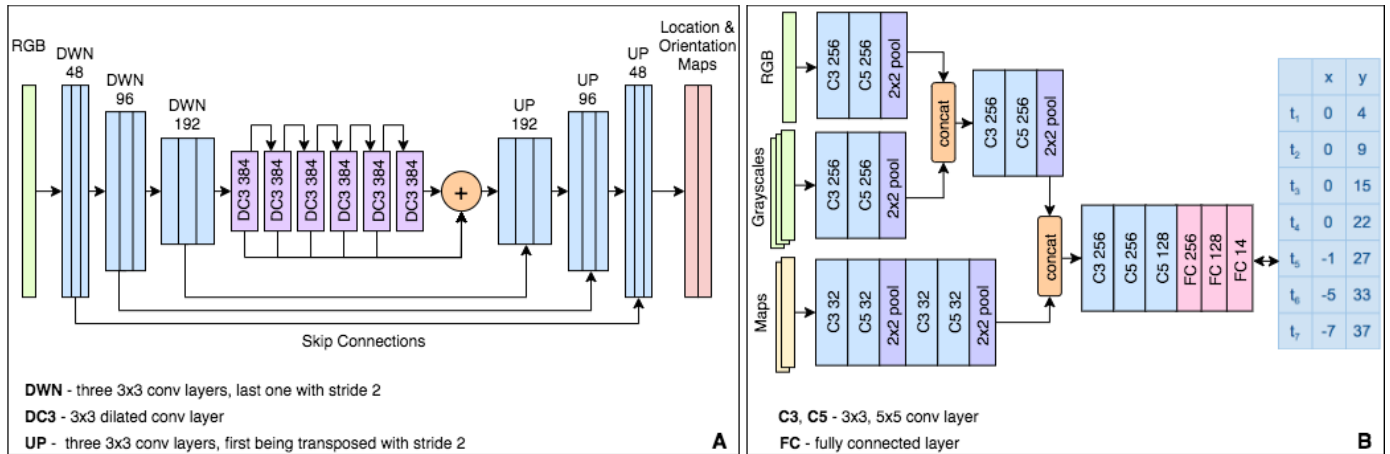 RGB
DWN
48
DWN
96
DWN
192
DC3 384
DC3 384
DC3 384
DC3 384
DC3 384
DC3 384
+
UP
192
UP
96
UP
48
Location &
Orientation
Maps
Skip Connections
DWN - three 3x3 conv layers, last one with stride 2
DC3 - 3x3 dilated conv layer
UP - three 3x3 conv layers, first being transposed with stride 2
A
RGB
C3 256
C5 256
2x2 pool
Grayscales
C3 256
C5 256
2x2 pool
concat
C3 256
C5 256
2x2 pool
Maps
C3 32
C5 32
2x2 pool
C3 32
C5 32
2x2 pool
concat
C3 256
C5 256
C5 128
FC 256
FC 128
FC 14
x y
t₁ 0 4
t₂ 0 9
t₃ 0 15
t₄ 0 22
t₅ -1 27
t₆ -5 33
t₇ -7 37
C3, C5 - 3x3, 5x5 conv layer
FC - fully connected layer
B